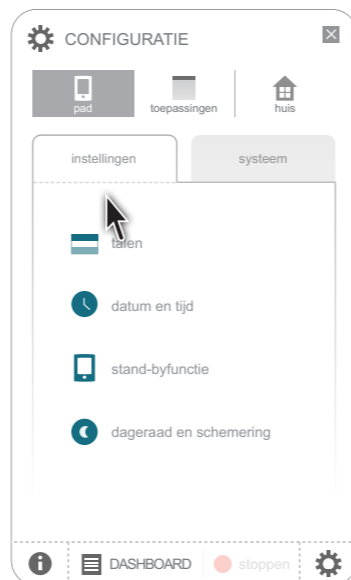 CONFIGURATIE
pad
toepassingen
huis
instellingen
systeem
talen
datum en tijd
stand-byfunctie
dageraad en schemering
DASHBOARD
stoppen